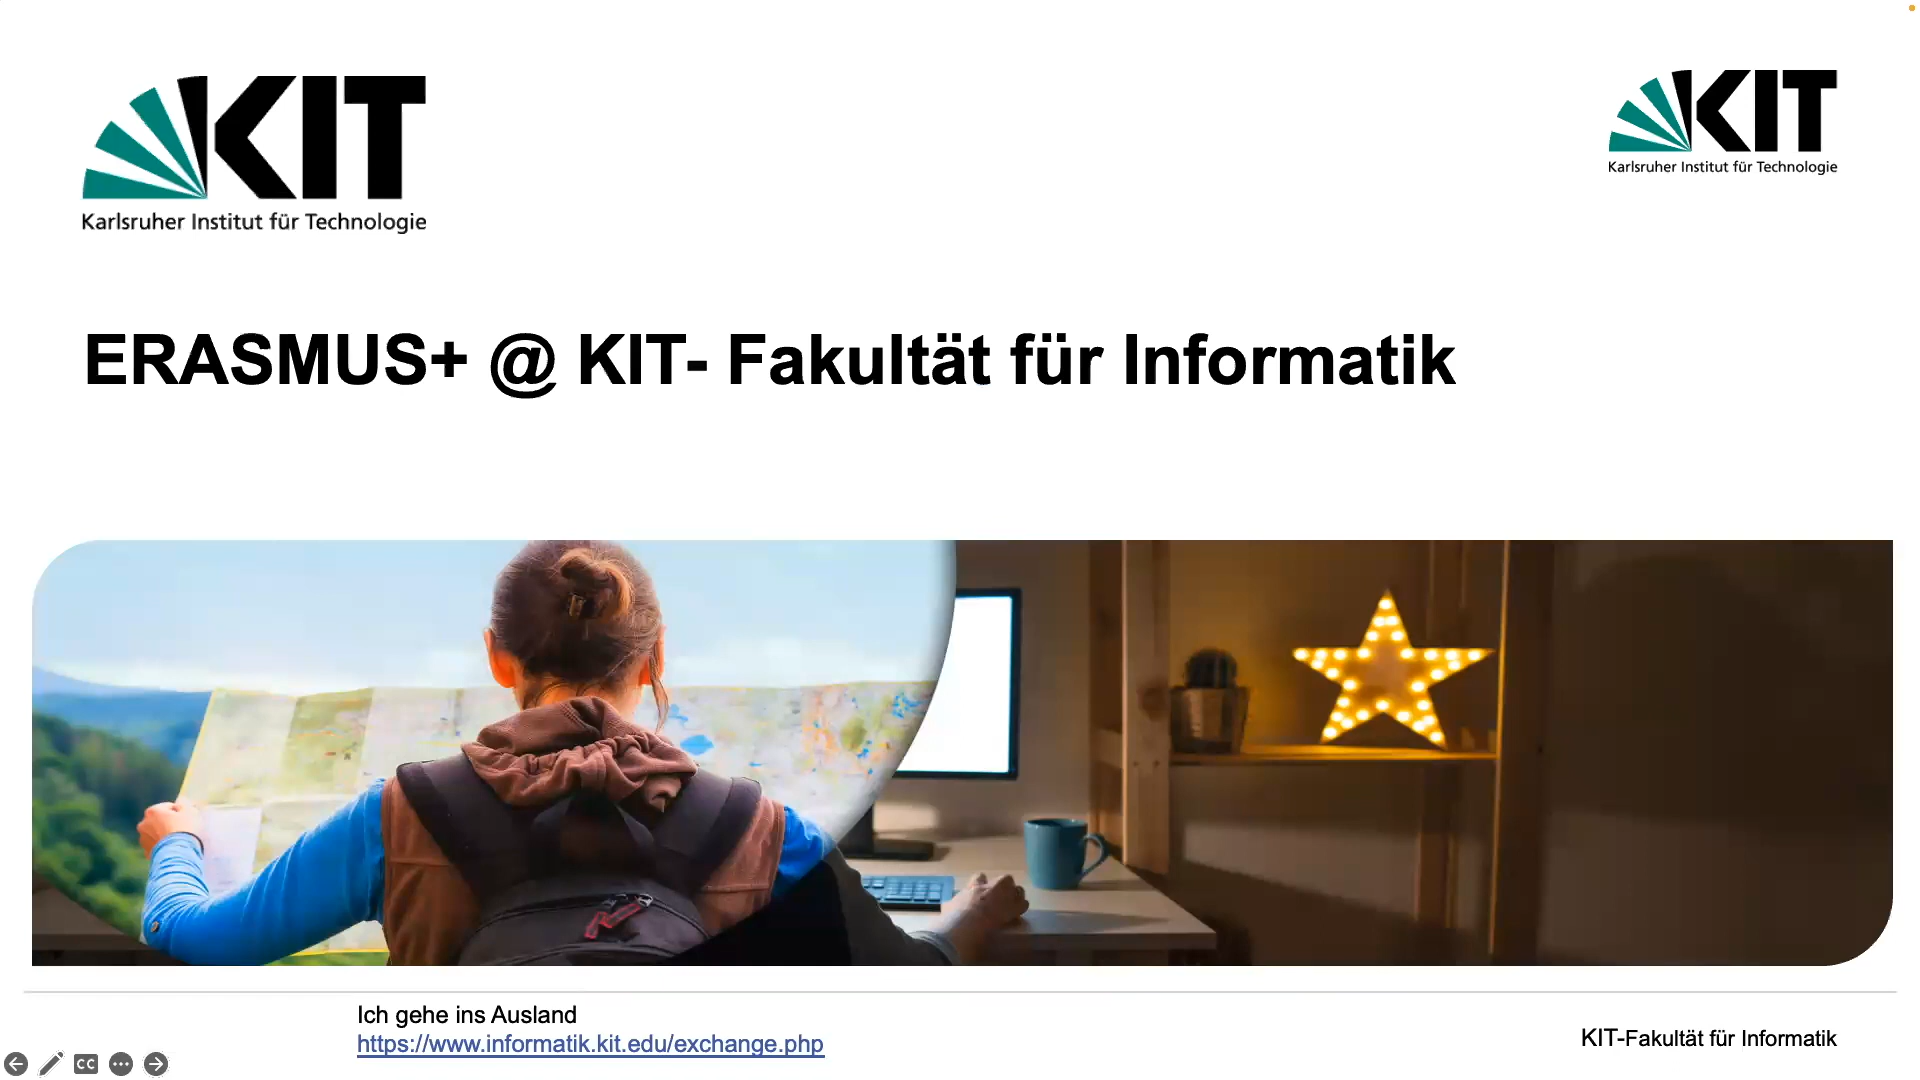 KIT
Karlsruher Institut für Technologie
KIT
Karlsruher Institut für Technologie
ERASMUS+ @ KIT- Fakultät für Informatik
Ich gehe ins Ausland
https://www.informatik.kit.edu/exchange.php
KIT-Fakultät für Informatik
CC